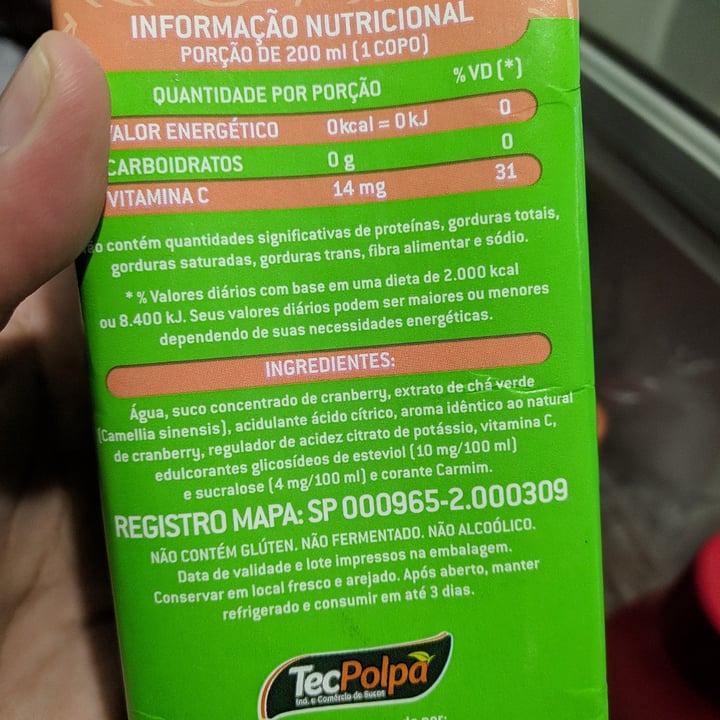 INFORMAÇÃO NUTRICIONAL
PORÇÃO DE 200 ml (1 COPO)
QUANTIDADE POR PORÇÃO %VD (*)
VALOR ENERGÉTICO 0kcal = 0kJ 0
CARBOIDRATOS 0 g 0
VITAMINA C 14 mg 31
Não contém quantidades significativas de proteínas, gorduras totais,
gorduras saturadas, gorduras trans, fibra alimentar e sódio.
* % Valores diários com base em uma dieta de 2.000 kcal
ou 8.400 kJ. Seus valores diários podem ser maiores ou menores
dependendo de suas necessidades energéticas.
INGREDIENTES:
Água, suco concentrado de cranberry, extrato de chá verde
(Camellia sinensis), acidulante ácido cítrico, aroma idêntico ao natural
de cranberry, regulador de acidez citrato de potássio, vitamina C,
edulcorantes glicosídeos de esteviol (10 mg/100 ml)
e sucralose (4 mg/100 ml) e corante Carmim.
REGISTRO MAPA: SP 000965-2.000309
NÃO CONTÉM GLÚTEN. NÃO FERMENTADO. NÃO ALCOÓLICO.
Data de validade e lote impressos na embalagem.
Conservar em local fresco e arejado. Após aberto, manter
refrigerado e consumir em até 3 dias.
TecPolpa
Ind. e Comércio de Sucos
por: